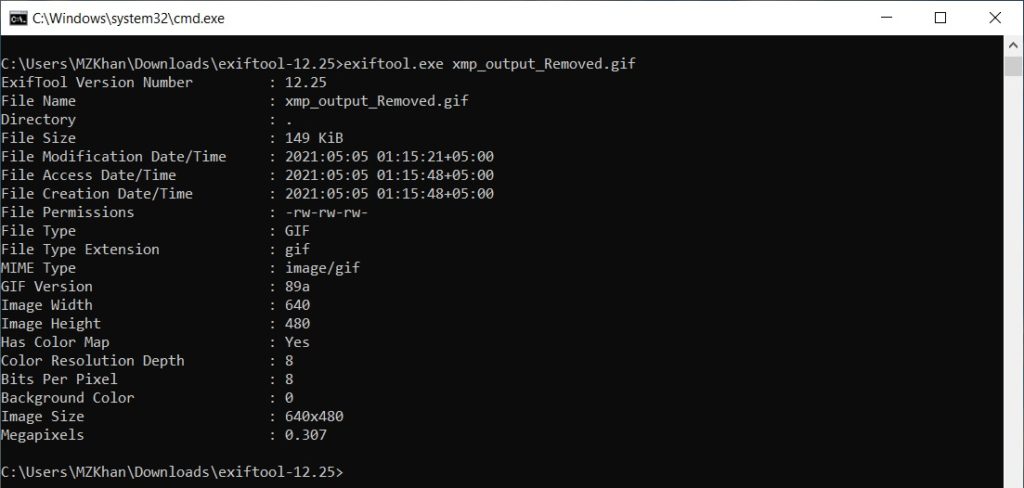 C:\Windows\system32\cmd.exe
C:\Users\MZKhan\Downloads\exiftool-12.25>exiftool.exe xmp_output_Removed.gif
ExifTool Version Number         : 12.25
File Name                       : xmp_output_Removed.gif
Directory                       : .
File Size                       : 149 KiB
File Modification Date/Time     : 2021:05:05 01:15:21+05:00
File Access Date/Time           : 2021:05:05 01:15:48+05:00
File Creation Date/Time         : 2021:05:05 01:15:48+05:00
File Permissions                : -rw-rw-rw-
File Type                       : GIF
File Type Extension             : gif
MIME Type                       : image/gif
GIF Version                     : 89a
Image Width                     : 640
Image Height                    : 480
Has Color Map                   : Yes
Color Resolution Depth          : 8
Bits Per Pixel                  : 8
Background Color                : 0
Image Size                      : 640x480
Megapixels                      : 0.307
C:\Users\MZKhan\Downloads\exiftool-12.25>